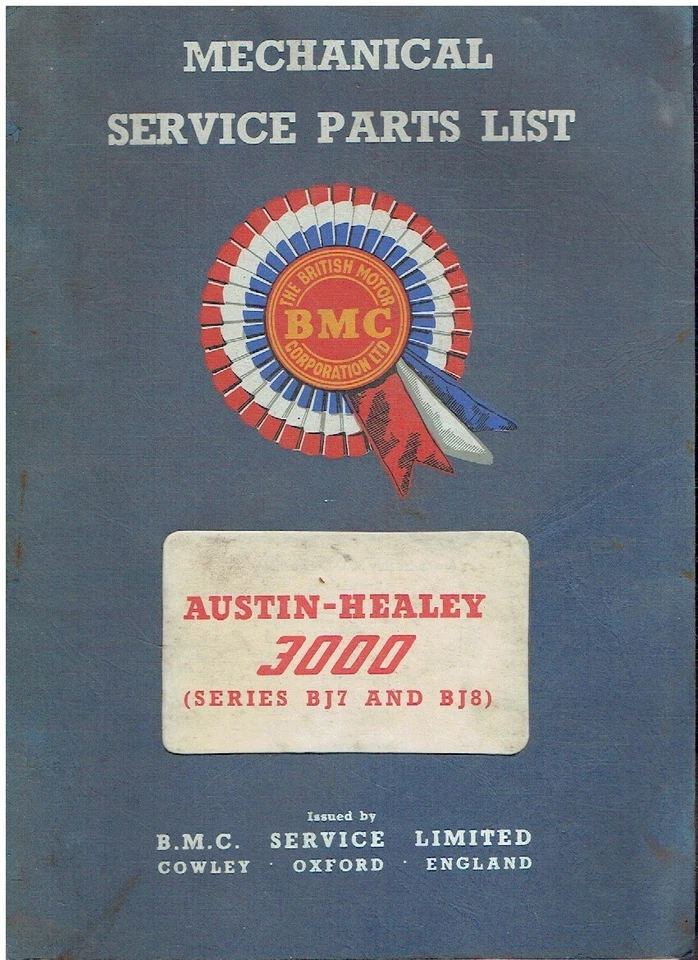 MECHANICAL
SERVICE PARTS LIST
THE BRITISH MOTOR
BMC
CORPORATION LTD
AUSTIN-HEALEY
3000
(SERIES BJ7 AND BJ8)
Issued by
B.M.C. SERVICE LIMITED
COWLEY · OXFORD · ENGLAND